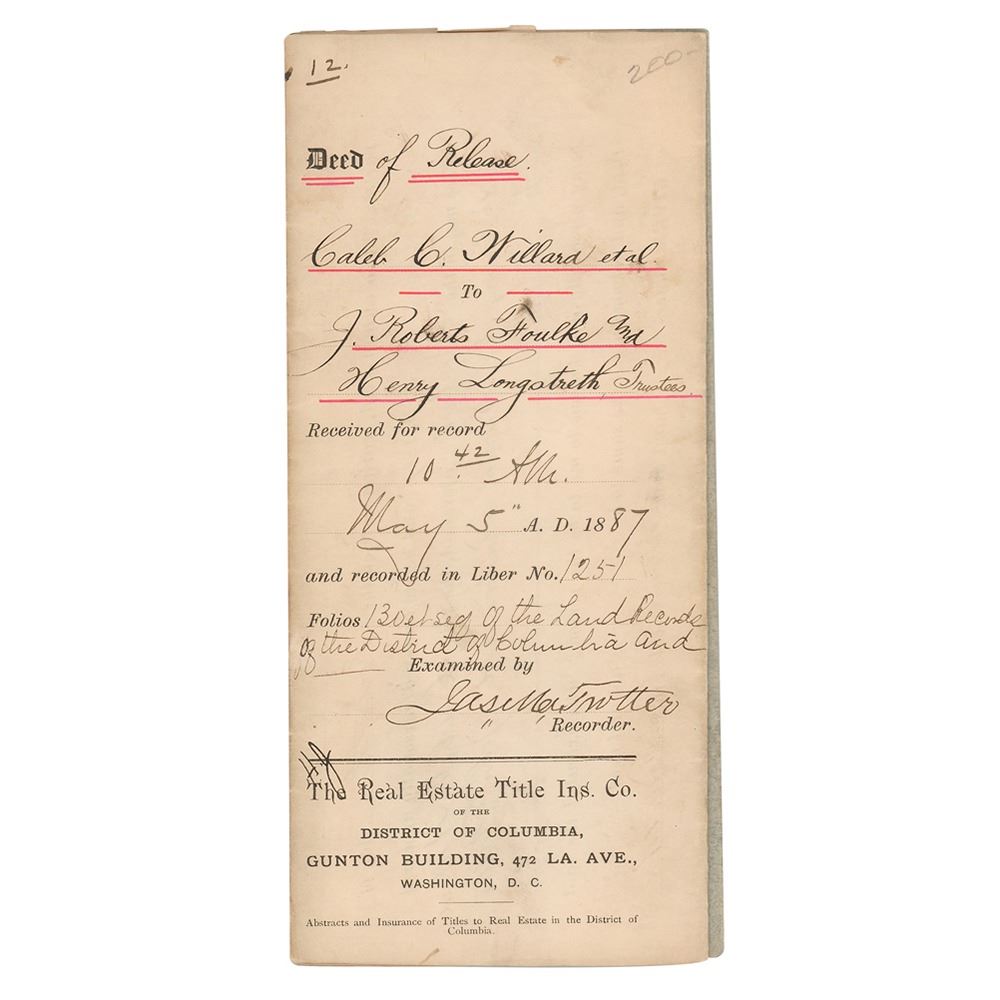 12.
200-
Deed of Release.
Caleb C. Willard et al.
To
J. Roberts Foulke and
Henry Longstreth, Trustees.
Received for record
10 42 AM.
May 5" A. D. 1887
and recorded in Liber No. 1251
Folios 130 et seq of the Land Records
of the District of Columbia and
Examined by
Jas M Trotter
Recorder.
The Real Estate Title Ins. Co.
OF THE
DISTRICT OF COLUMBIA,
GUNTON BUILDING, 472 LA. AVE.,
WASHINGTON, D. C.
Abstracts and Insurance of Titles to Real Estate in the District of
Columbia.